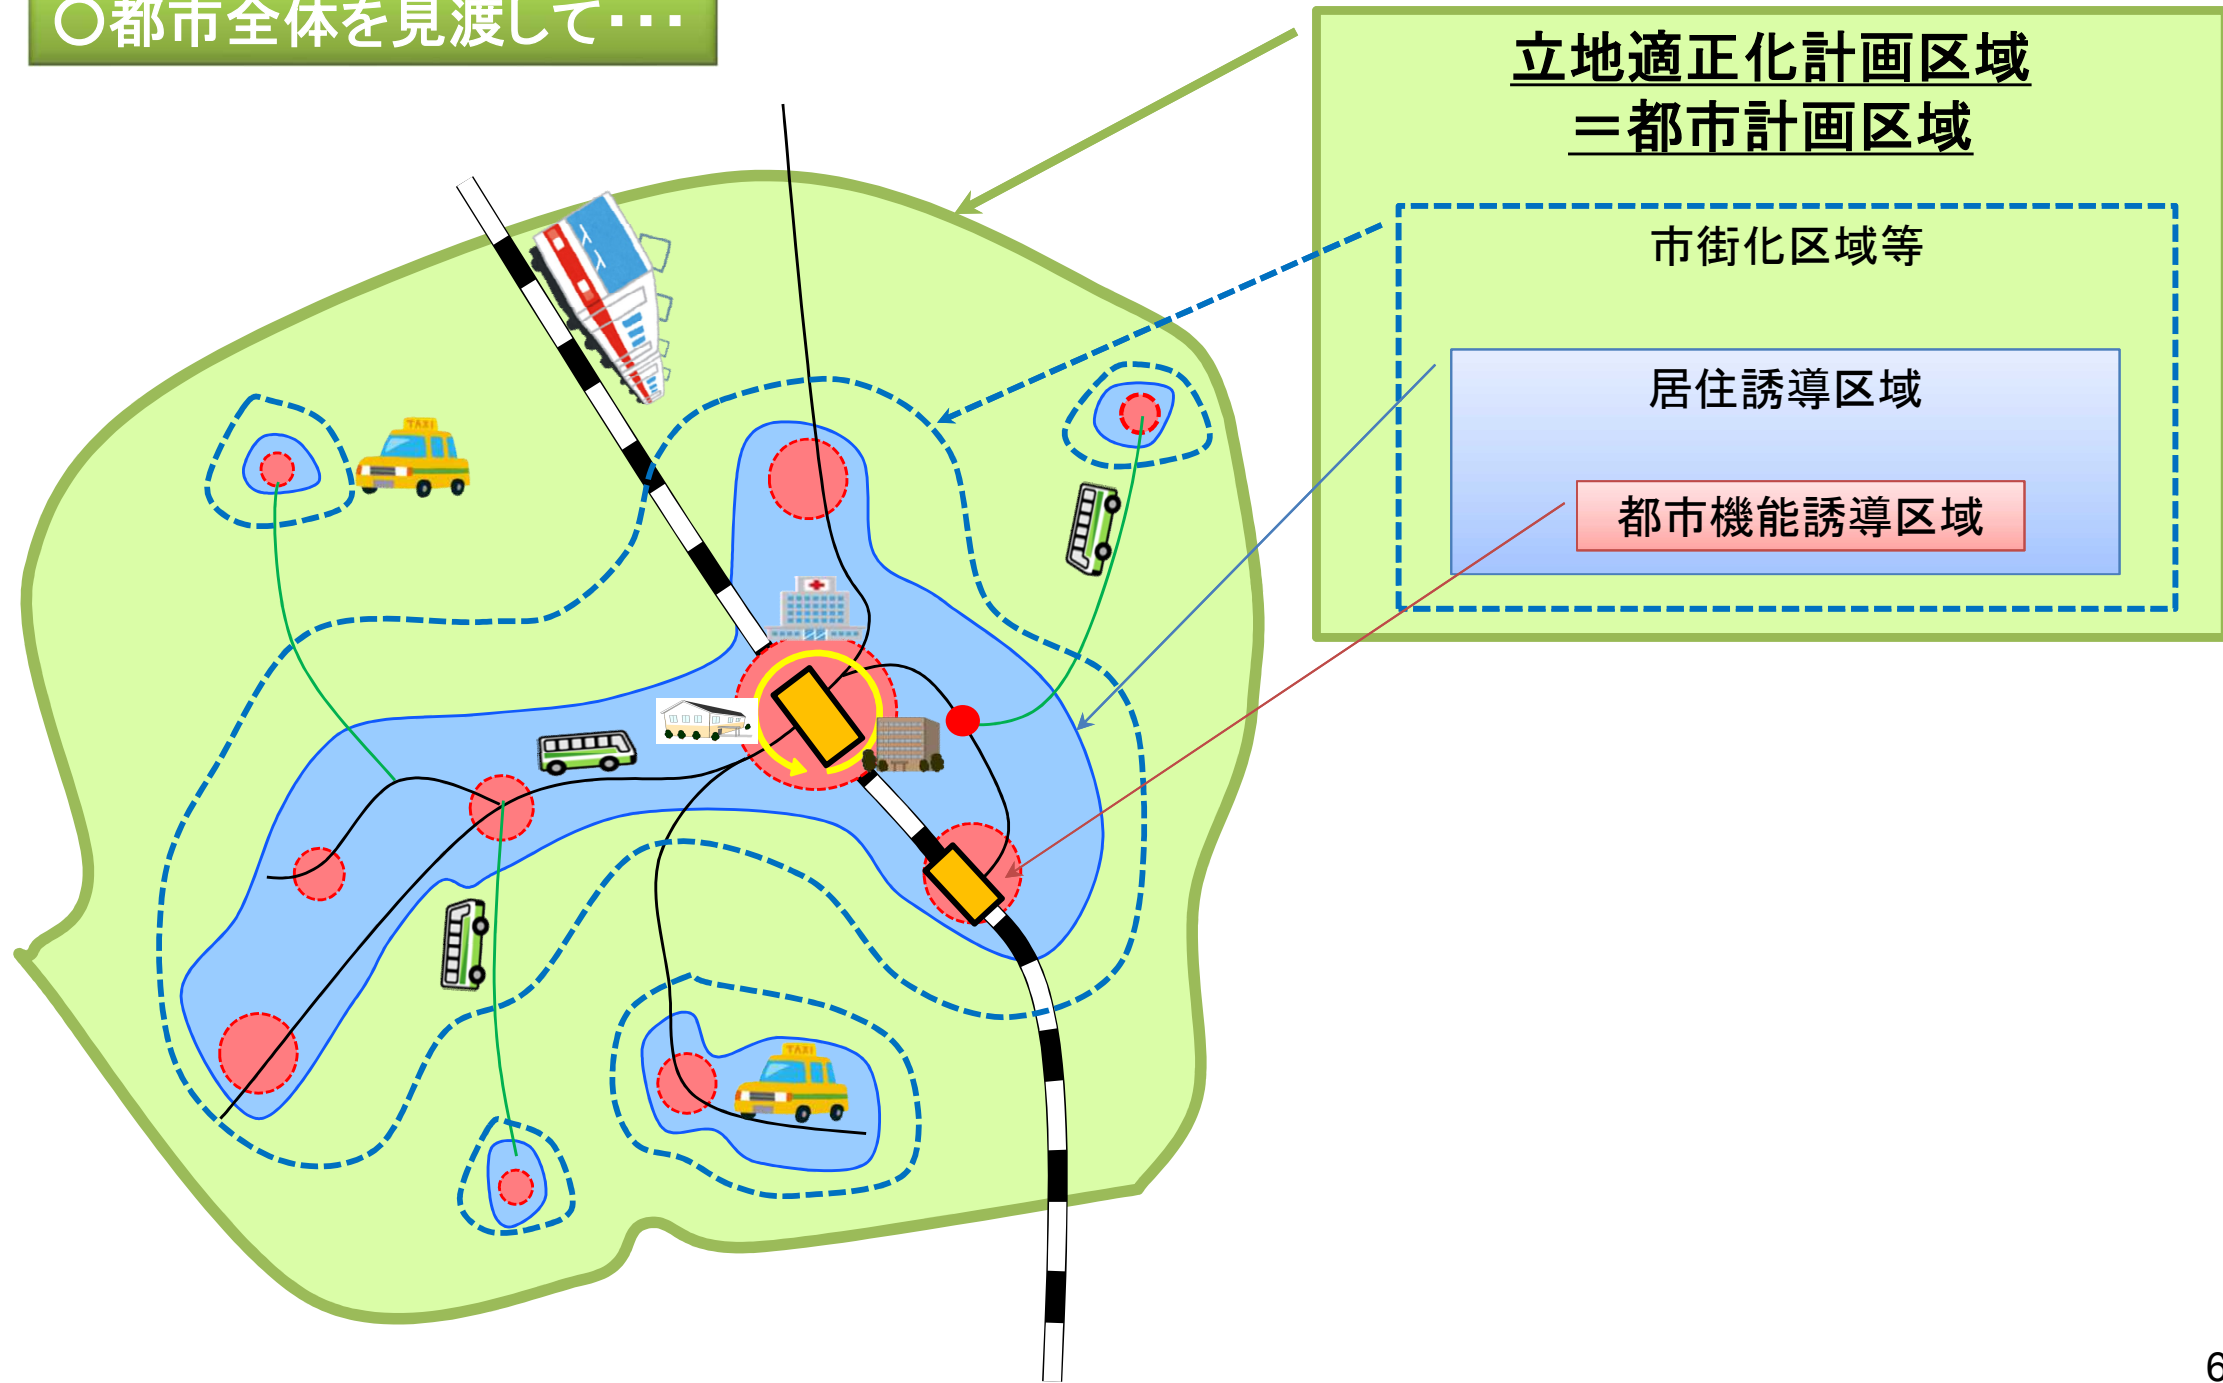 〇都市全体を見渡して･･･
立地適正化計画区域
＝都市計画区域
市街化区域等
居住誘導区域
都市機能誘導区域
TAXI
TAXI
6